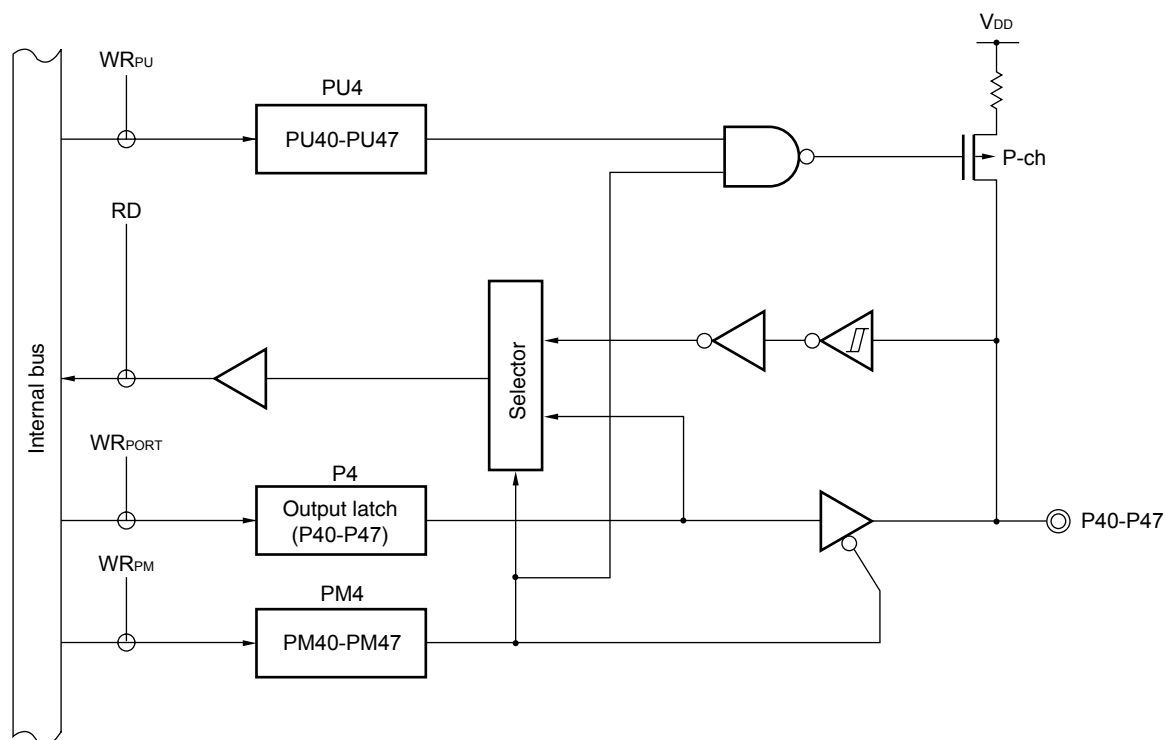 VDD
WRPU
PU4
PU40-PU47
P-ch
RD
Internal bus
Selector
WRPORT
P4
Output latch
(P40-P47)
P40-P47
WRPM
PM4
PM40-PM47